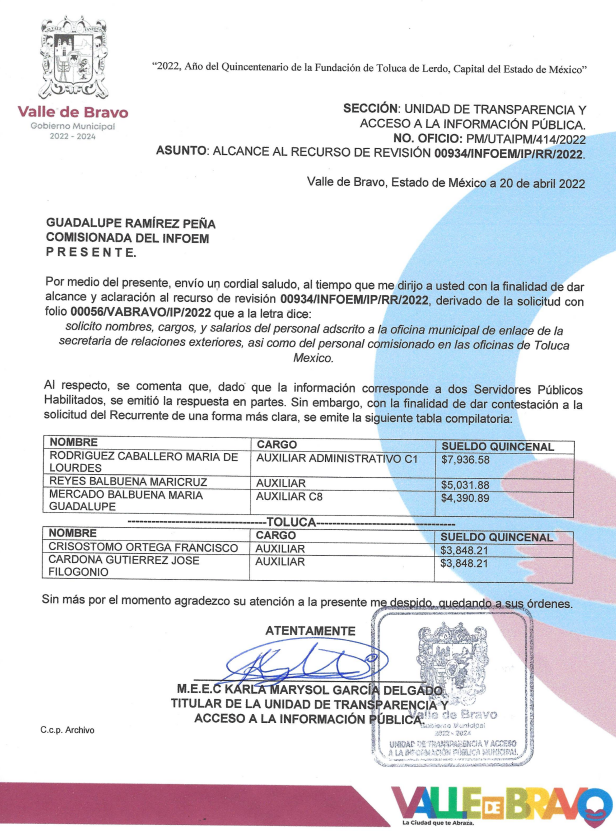 "2022, Año del Quincentenario de la Fundación de Toluca de Lerdo, Capital del Estado de México"
Valle de Bravo
Gobierno Municipal
2022 - 2024
SECCIÓN: UNIDAD DE TRANSPARENCIA Y
ACCESO A LA INFORMACIÓN PÚBLICA.
NO. OFICIO: PM/UTAIPM/414/2022
ASUNTO: ALCANCE AL RECURSO DE REVISIÓN 00934/INFOEM/IP/RR/2022.
Valle de Bravo, Estado de México a 20 de abril 2022
GUADALUPE RAMÍREZ PEÑA
COMISIONADA DEL INFOEM
P R E S E N T E.
Por medio del presente, envío un cordial saludo, al tiempo que me dirijo a usted con la finalidad de dar
alcance y aclaración al recurso de revisión 00934/INFOEM/IP/RR/2022, derivado de la solicitud con
folio 00056/VABRAVO/IP/2022 que a la letra dice:
solicito nombres, cargos, y salarios del personal adscrito a la oficina municipal de enlace de la
secretaria de relaciones exteriores, asi como del personal comisionado en las oficinas de Toluca
Mexico.
Al respecto, se comenta que, dado que la información corresponde a dos Servidores Públicos
Habilitados, se emitió la respuesta en partes. Sin embargo, con la finalidad de dar contestación a la
solicitud del Recurrente de una forma más clara, se emite la siguiente tabla compilatoria:
NOMBRE CARGO SUELDO QUINCENAL
RODRIGUEZ CABALLERO MARIA DE AUXILIAR ADMINISTRATIVO C1 $7,936.58
LOURDES
REYES BALBUENA MARICRUZ AUXILIAR $5,031.88
MERCADO BALBUENA MARIA AUXILIAR C8 $4,390.89
GUADALUPE
-----------------------------------TOLUCA-----------------------------------
NOMBRE CARGO SUELDO QUINCENAL
CRISOSTOMO ORTEGA FRANCISCO AUXILIAR $3,848.21
CARDONA GUTIERREZ JOSE AUXILIAR $3,848.21
FILOGONIO
Sin más por el momento agradezco su atención a la presente me despido, quedando a sus órdenes.
ATENTAMENTE
M.E.E.C KARLA MARYSOL GARCÍA DELGADO
TITULAR DE LA UNIDAD DE TRANSPARENCIA Y
ACCESO A LA INFORMACIÓN PÚBLICA.
Valle de Bravo
Gobierno Municipal
2022 - 2024
UNIDAD DE TRANSPARENCIA Y ACCESO
A LA INFORMACIÓN PÚBLICA MUNICIPAL
C.c.p. Archivo
VALLE DE BRAVO
La Ciudad que te Abraza.